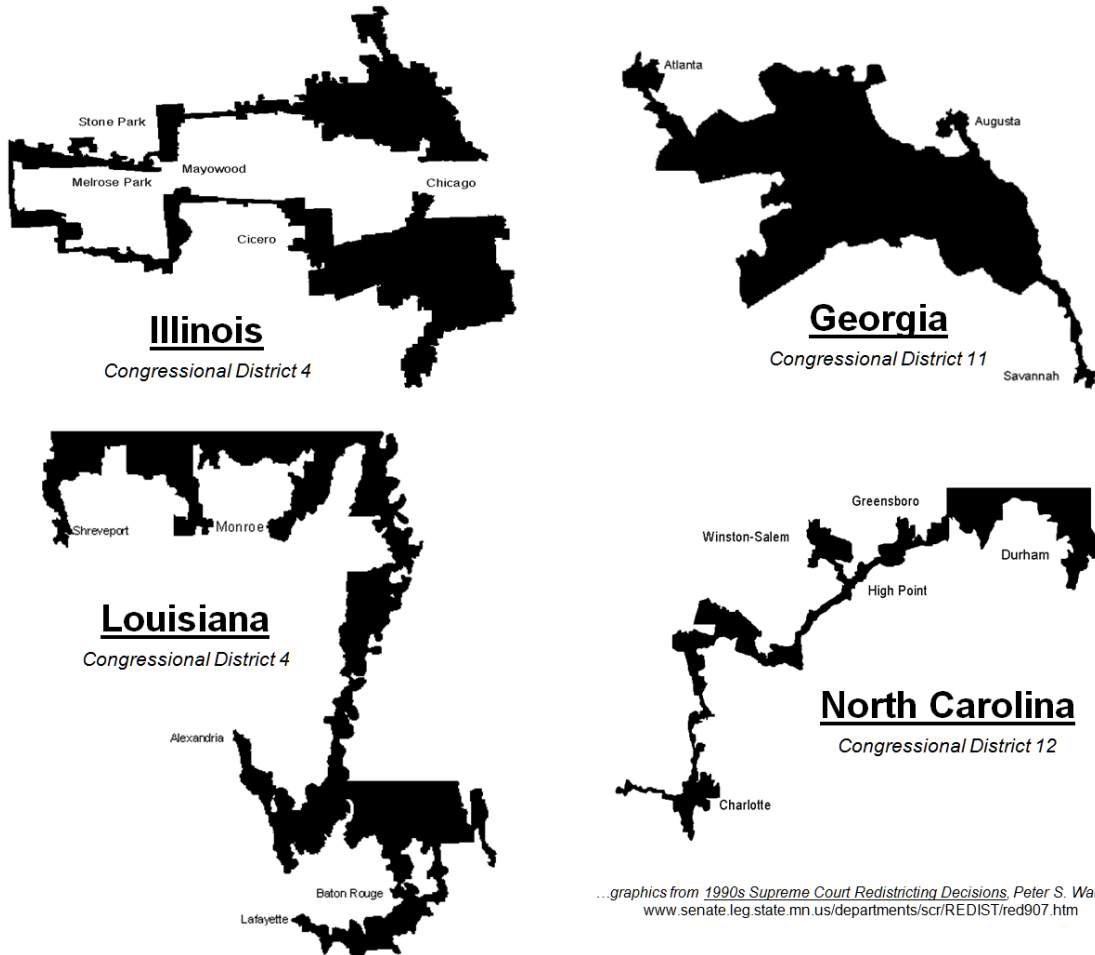 Stone Park
Mayowood
Melrose Park
Chicago
Cicero
Illinois
Congressional District 4
Atlanta
Augusta
Georgia
Congressional District 11
Savannah
Shreveport
Monroe
Louisiana
Congressional District 4
Alexandria
Baton Rouge
Lafayette
Greensboro
Winston-Salem
Durham
High Point
North Carolina
Congressional District 12
Charlotte
...graphics from 1990s Supreme Court Redistricting Decisions, Peter S.
www.senate.leg.state.mn.us/departments/scr/REDIST/red907.htm